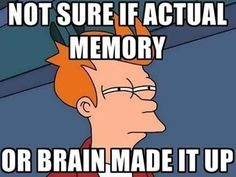 NOT SURE IF ACTUAL
MEMORY
OR BRAIN MADE IT UP